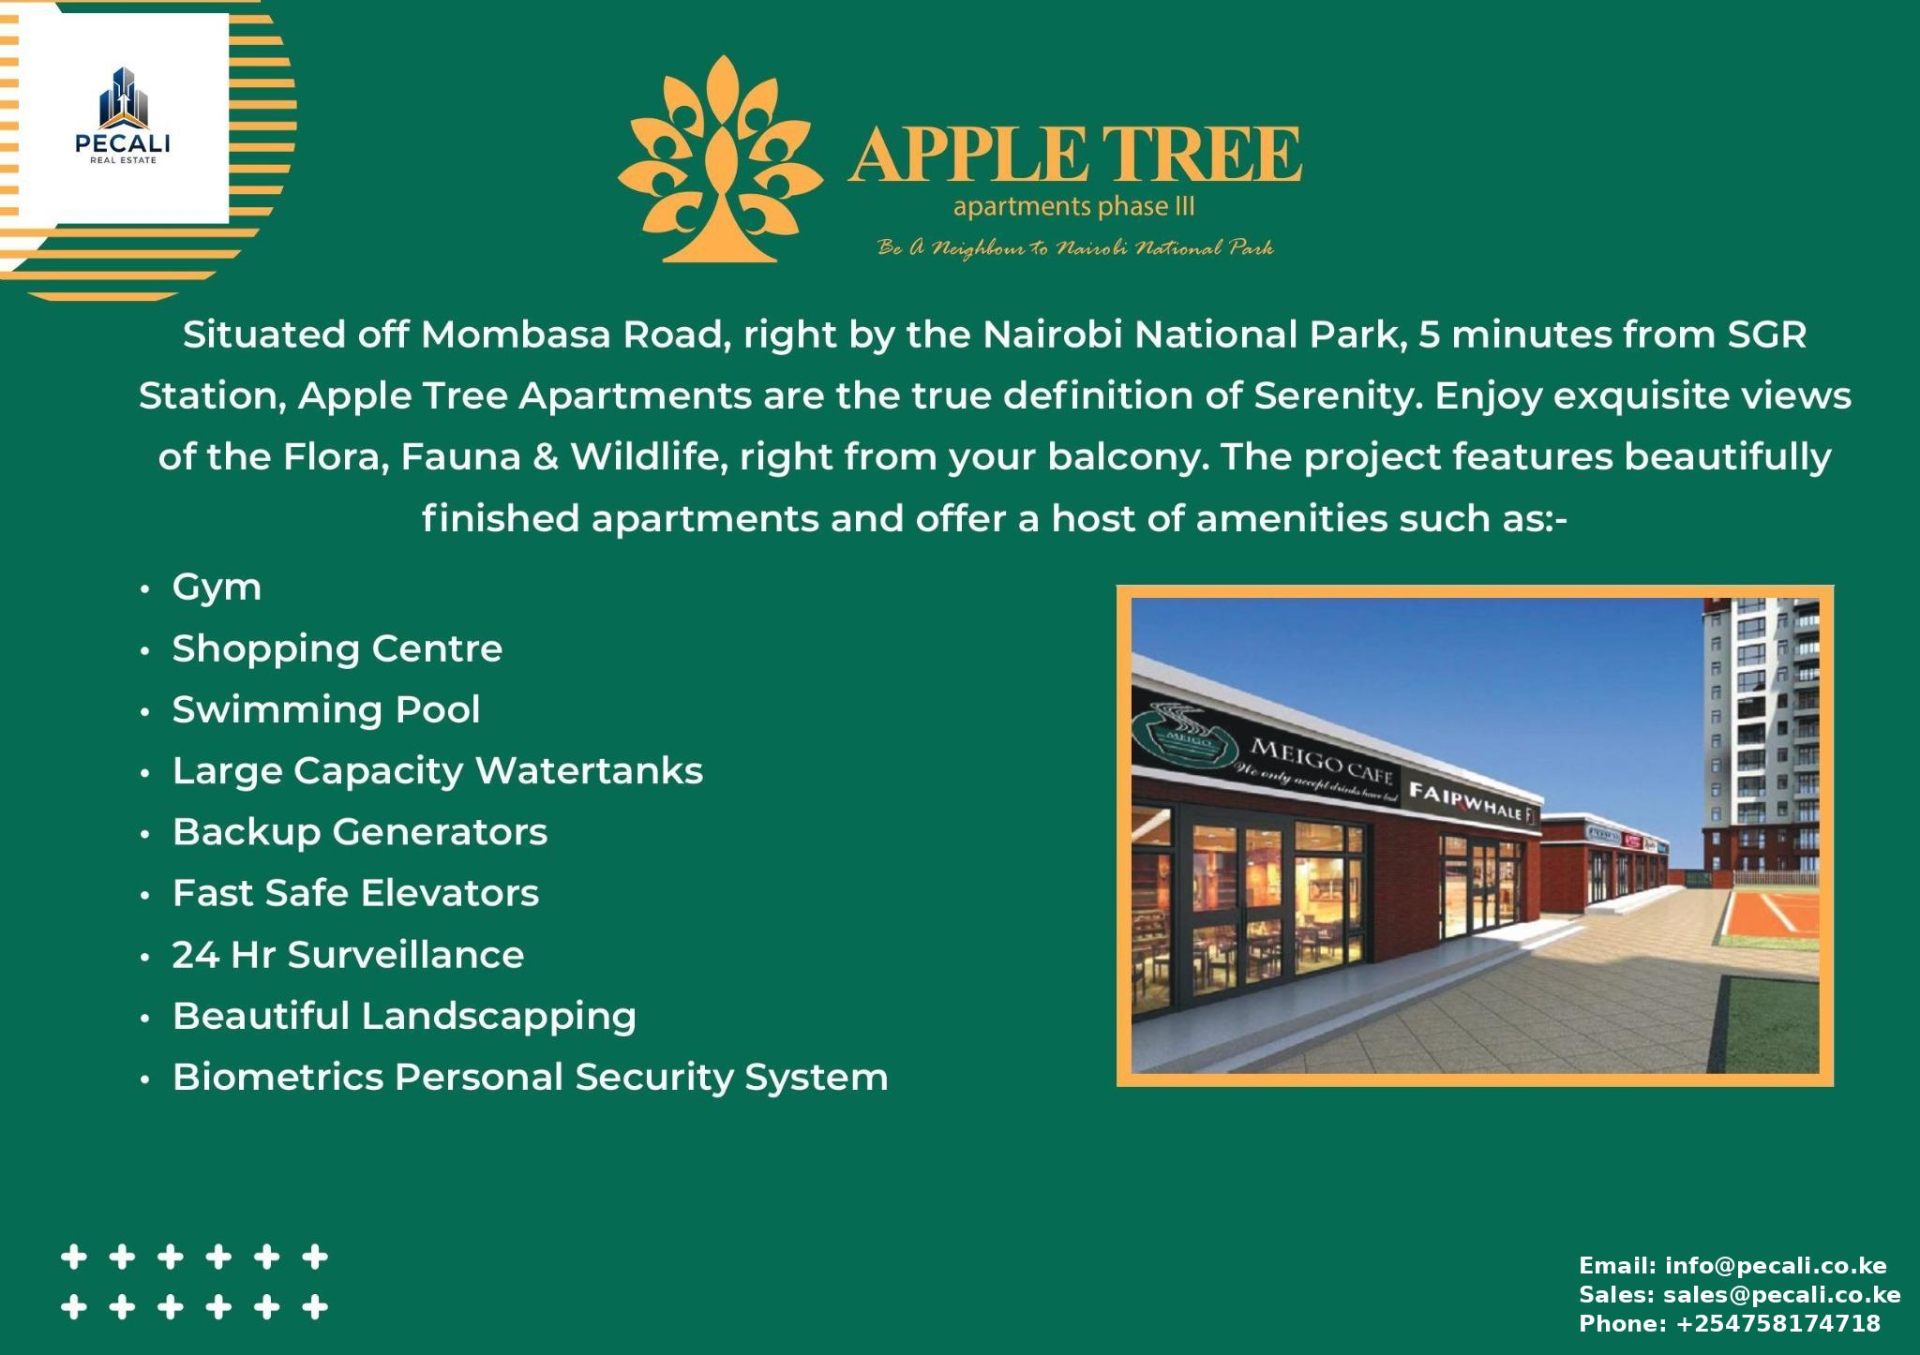 PECALI
REAL ESTATE
APPLE TREE
apartments phase III
Be A Neighbour to Nairobi National Park
Situated off Mombasa Road, right by the Nairobi National Park, 5 minutes from SGR
Station, Apple Tree Apartments are the true definition of Serenity. Enjoy exquisite views
of the Flora, Fauna & Wildlife, right from your balcony. The project features beautifully
finished apartments and offer a host of amenities such as:-
• Gym
• Shopping Centre
• Swimming Pool
• Large Capacity Watertanks
• Backup Generators
• Fast Safe Elevators
• 24 Hr Surveillance
• Beautiful Landscapping
• Biometrics Personal Security System
MEIGO
MEIGO CAFE
We only accept drinks have
FAIRWHALE
Email: info@pecali.co.ke
Sales: sales@pecali.co.ke
Phone: +254758174718